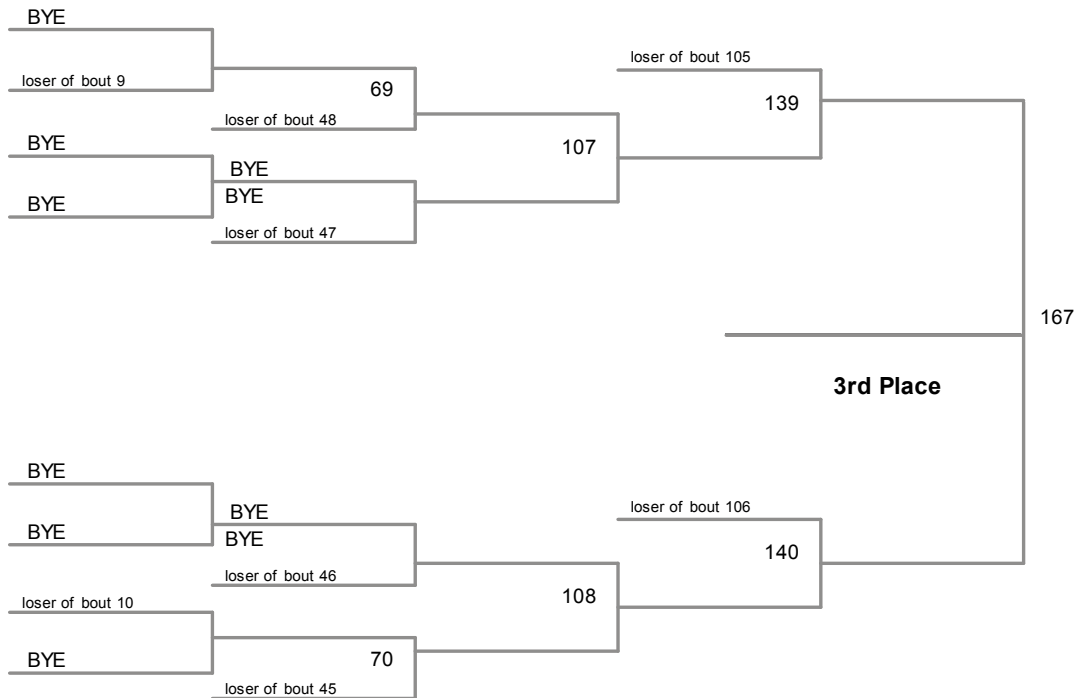 BYE
loser of bout 105
loser of bout 9
69
139
loser of bout 48
BYE
107
BYE
BYE
BYE
loser of bout 47
167
3rd Place
BYE
loser of bout 106
BYE
BYE
BYE
140
loser of bout 46
108
loser of bout 10
BYE
70
loser of bout 45